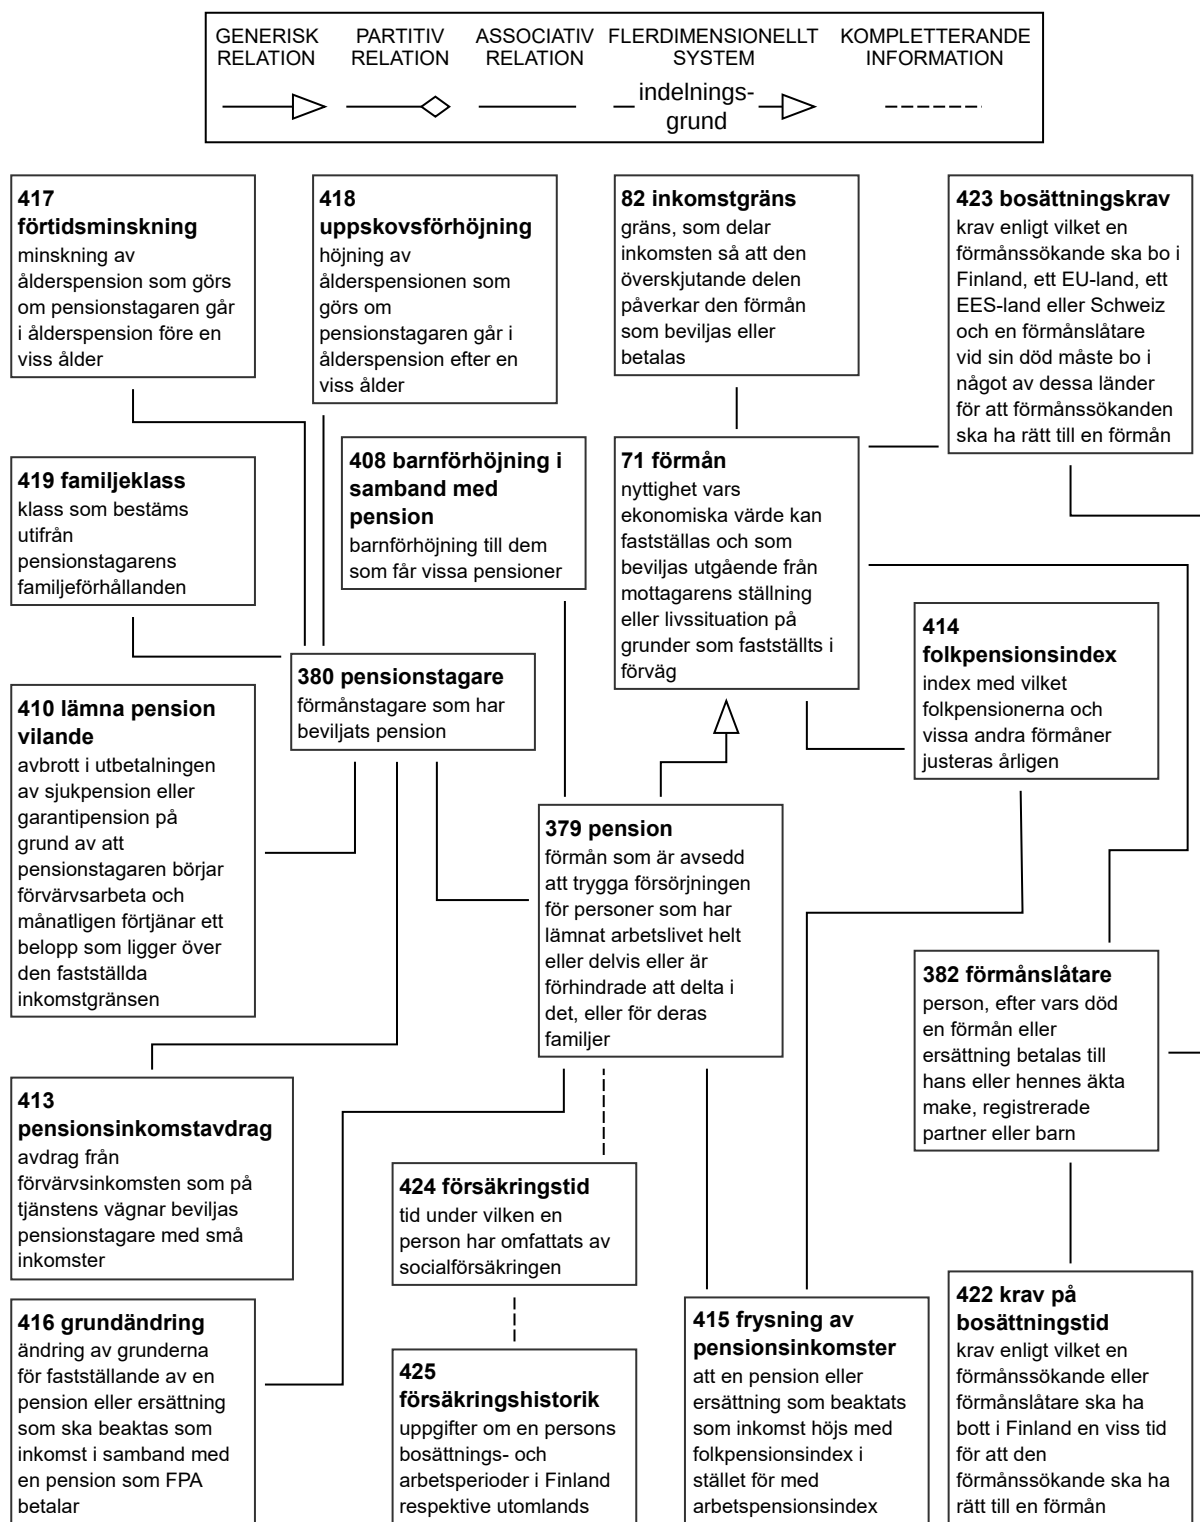 GENERISK
RELATION
PARTITIV
RELATION
ASSOCIATIV
RELATION
FLERDIMENSIONELLT
SYSTEM
KOMPLETTERANDE
INFORMATION
indelnings-
grund
417
förtidsminskning
minskning av
ålderspension som görs
om pensionstagaren går
i ålderspension före en
viss ålder
418
uppskovsförhöjning
höjning av
ålderspensionen som
görs om
pensionstagaren går i
ålderspension efter en
viss ålder
82 inkomstgräns
gräns, som delar
inkomsten så att den
överskjutande delen
påverkar den förmån
som beviljas eller
betalas
423 bosättningskrav
krav enligt vilket en
förmånssökande ska bo i
Finland, ett EU-land, ett
EES-land eller Schweiz
och en förmånslåtare
vid sin död måste bo i
något av dessa länder
för att förmånssökanden
ska ha rätt till en förmån
419 familjeklass
klass som bestäms
utifrån
pensionstagarens
familjeförhållanden
408 barnförhöjning i
samband med
pension
barnförhöjning till dem
som får vissa pensioner
71 förmån
nyttighet vars
ekonomiska värde kan
fastställas och som
beviljas utgående från
mottagarens ställning
eller livssituation på
grunder som fastställts i
förväg
414
folkpensionsindex
index med vilket
folkpensionerna och
vissa andra förmåner
justeras årligen
380 pensionstagare
förmånstagare som har
beviljats pension
410 lämna pension
vilande
avbrott i utbetalningen
av sjukpension eller
garantipension på
grund av att
pensionstagaren börjar
förvärvsarbeta och
månatligen förtjänar ett
belopp som ligger över
den fastställda
inkomstgränsen
379 pension
förmån som är avsedd
att trygga försörjningen
för personer som har
lämnat arbetslivet helt
eller delvis eller är
förhindrade att delta i
det, eller för deras
familjer
382 förmånslåtare
person, efter vars död
en förmån eller
ersättning betalas till
hans eller hennes äkta
make, registrerade
partner eller barn
413
pensionsinkomstavdrag
avdrag från
förvärvsinkomsten som på
tjänstens vägnar beviljas
pensionstagare med små
inkomster
424 försäkringstid
tid under vilken en
person har omfattats av
socialförsäkringen
416 grundändring
ändring av grunderna
för fastställande av en
pension eller ersättning
som ska beaktas som
inkomst i samband med
en pension som FPA
betalar
425
försäkringshistorik
uppgifter om en persons
bosättnings- och
arbetsperioder i Finland
respektive utomlands
415 frysning av
pensionsinkomster
att en pension eller
ersättning som beaktats
som inkomst höjs med
folkpensionsindex i
stället för med
arbetspensionsindex
422 krav på
bosättningstid
krav enligt vilket en
förmånssökande eller
förmånslåtare ska ha
bott i Finland en viss tid
för att den
förmånssökande ska ha
rätt till en förmån